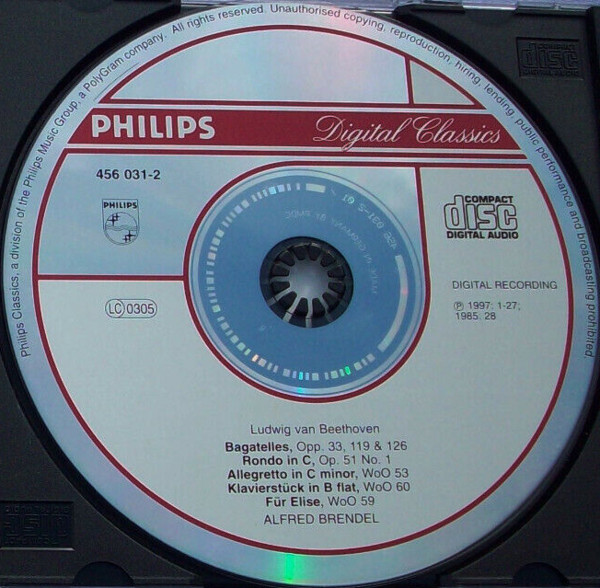 Philips Classics, a division of the Philips Music Group, a PolyGram company. All rights reserved. Unauthorised copying, reproduction, hiring, lending, public performance and broadcasting prohibited.
PHILIPS
Digital Classics
456 031-2
PHILIPS
COMPACT
disc
DIGITAL AUDIO
DIGITAL RECORDING
℗ 1997: 1-27;
1985: 28
LC 0305
Ludwig van Beethoven
Bagatelles, Opp. 33, 119 & 126
Rondo in C, Op. 51 No. 1
Allegretto in C minor, WoO 53
Klavierstück in B flat, WoO 60
Für Elise, WoO 59
ALFRED BRENDEL